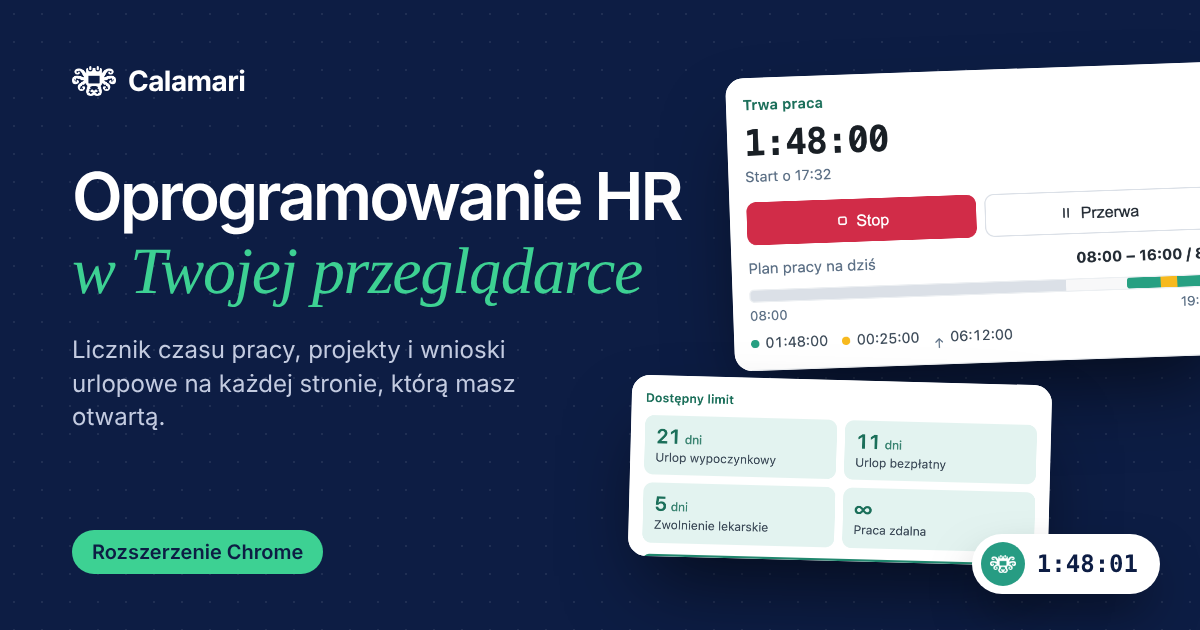 Calamari
Oprogramowanie HR
w Twojej przeglądarce
Licznik czasu pracy, projekty i wnioski
urlopowe na każdej stronie, którą masz
otwartą.
Rozszerzenie Chrome
Trwa praca
1:48:00
Start o 17:32
Stop
Przerwa
Plan pracy na dziś
08:00 – 16:00 / 8
08:00
19:
01:48:00
00:25:00
↑ 06:12:00
Dostępny limit
21 dni
Urlop wypoczynkowy
11 dni
Urlop bezpłatny
5 dni
Zwolnienie lekarskie
∞
Praca zdalna
1:48:01